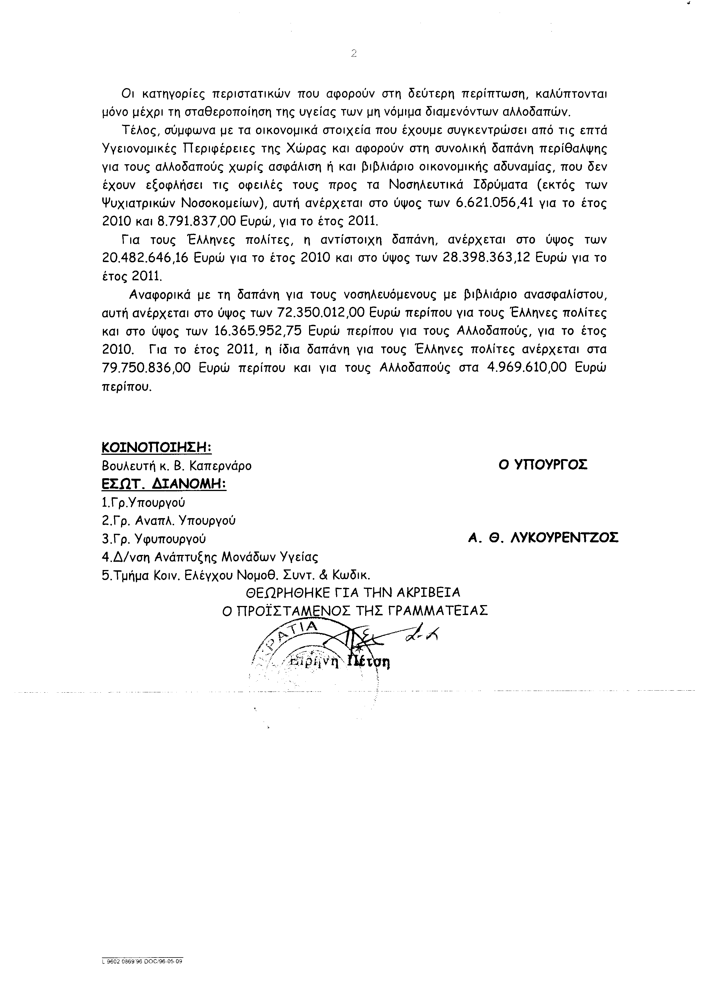 2
Οι κατηγορίες περιστατικών που αφορούν στη δεύτερη περίπτωση, καλύπτονται
μόνο μέχρι τη σταθεροποίηση της υγείας των μη νόμιμα διαμενόντων αλλοδαπών.
Τέλος, σύμφωνα με τα οικονομικά στοιχεία που έχουμε συγκεντρώσει από τις επτά
Υγειονομικές Περιφέρειες της Χώρας και αφορούν στη συνολική δαπάνη περίθαλψης
για τους αλλοδαπούς χωρίς ασφάλιση ή και βιβλιάριο οικονομικής αδυναμίας, που δεν
έχουν εξοφλήσει τις οφειλές τους προς τα Νοσηλευτικά Ιδρύματα (εκτός των
Ψυχιατρικών Νοσοκομείων), αυτή ανέρχεται στο ύψος των 6.621.056,41 για το έτος
2010 και 8.791.837,00 Ευρώ, για το έτος 2011.
Για τους Έλληνες πολίτες, η αντίστοιχη δαπάνη, ανέρχεται στο ύψος των
20.482.646,16 Ευρώ για το έτος 2010 και στο ύψος των 28.398.363,12 Ευρώ για το
έτος 2011.
Αναφορικά με τη δαπάνη για τους νοσηλευόμενους με βιβλιάριο ανασφαλίστου,
αυτή ανέρχεται στο ύψος των 72.350.012,00 Ευρώ περίπου για τους Έλληνες πολίτες
και στο ύψος των 16.365.952,75 Ευρώ περίπου για τους Αλλοδαπούς, για το έτος
2010. Για το έτος 2011, η ίδια δαπάνη για τους Έλληνες πολίτες ανέρχεται στα
79.750.836,00 Ευρώ περίπου και για τους Αλλοδαπούς στα 4.969.610,00 Ευρώ
περίπου.
ΚΟΙΝΟΠΟΙΗΣΗ:
Βουλευτή κ. Β. Καπερνάρο
Ο ΥΠΟΥΡΓΟΣ
ΕΣΩΤ. ΔΙΑΝΟΜΗ:
1.Γρ.Υπουργού
2.Γρ. Αναπλ. Υπουργού
3.Γρ. Υφυπουργού
Α. Θ. ΛΥΚΟΥΡΕΝΤΖΟΣ
4.Δ/νση Ανάπτυξης Μονάδων Υγείας
5.Τμήμα Κοιν. Ελέγχου Νομοθ. Συντ. & Κωδικ.
ΘΕΩΡΗΘΗΚΕ ΓΙΑ ΤΗΝ ΑΚΡΙΒΕΙΑ
Ο ΠΡΟΪΣΤΑΜΕΝΟΣ ΤΗΣ ΓΡΑΜΜΑΤΕΙΑΣ
Ειρήνη Πέτση
L 9602 0869'96 DOC/96-05-09